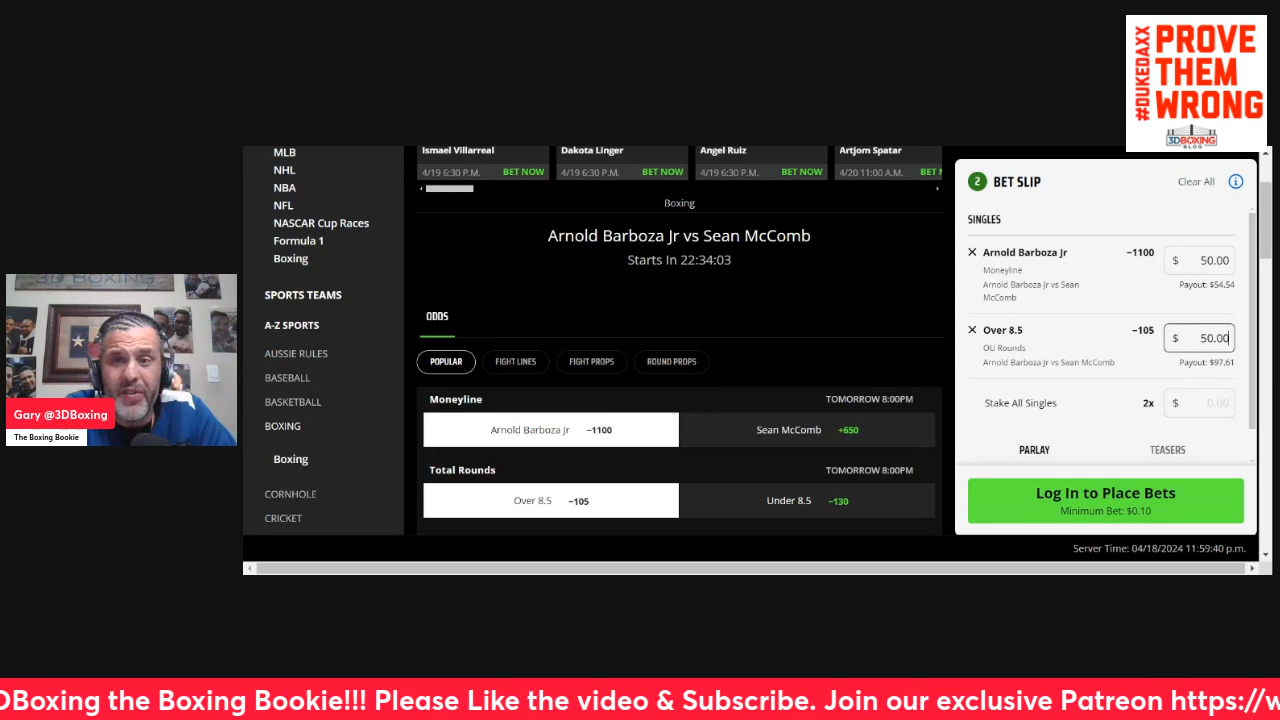 #DUKEDAXX
PROVE
THEM
WRONG
3DBOXING
BLOG
MLB
NHL
NBA
NFL
NASCAR Cup Races
Formula 1
Boxing
SPORTS TEAMS
A-Z SPORTS
AUSSIE RULES
BASEBALL
BASKETBALL
BOXING
Boxing
CORNHOLE
CRICKET
Ismael Villarreal
4/19 6:30 P.M. BET NOW
Dakota Linger
4/19 6:30 P.M. BET NOW
Angel Ruiz
4/19 6:30 P.M. BET NOW
Artjom Spatar
4/20 11:00 A.M. BET N
Boxing
Arnold Barboza Jr vs Sean McComb
Starts In 22:34:03
ODDS
POPULAR FIGHT LINES FIGHT PROPS ROUND PROPS
Moneyline TOMORROW 8:00PM
Arnold Barboza Jr −1100 Sean McComb +650
Total Rounds TOMORROW 8:00PM
Over 8.5 −105 Under 8.5 −130
2 BET SLIP Clear All
SINGLES
Arnold Barboza Jr −1100 $ 50.00
Moneyline
Arnold Barboza Jr vs Sean Payout: $54.54
McComb
Over 8.5 −105 $ 50.00
OU Rounds
Arnold Barboza Jr vs Sean McComb Payout: $97.61
Stake All Singles 2x $ 0.00
PARLAY TEASERS
Log In to Place Bets
Minimum Bet: $0.10
Server Time: 04/18/2024 11:59:40 p.m.
3D BOXING
Gary @3DBoxing
The Boxing Bookie
DBoxing the Boxing Bookie!!! Please Like the video & Subscribe. Join our exclusive Patreon https://w